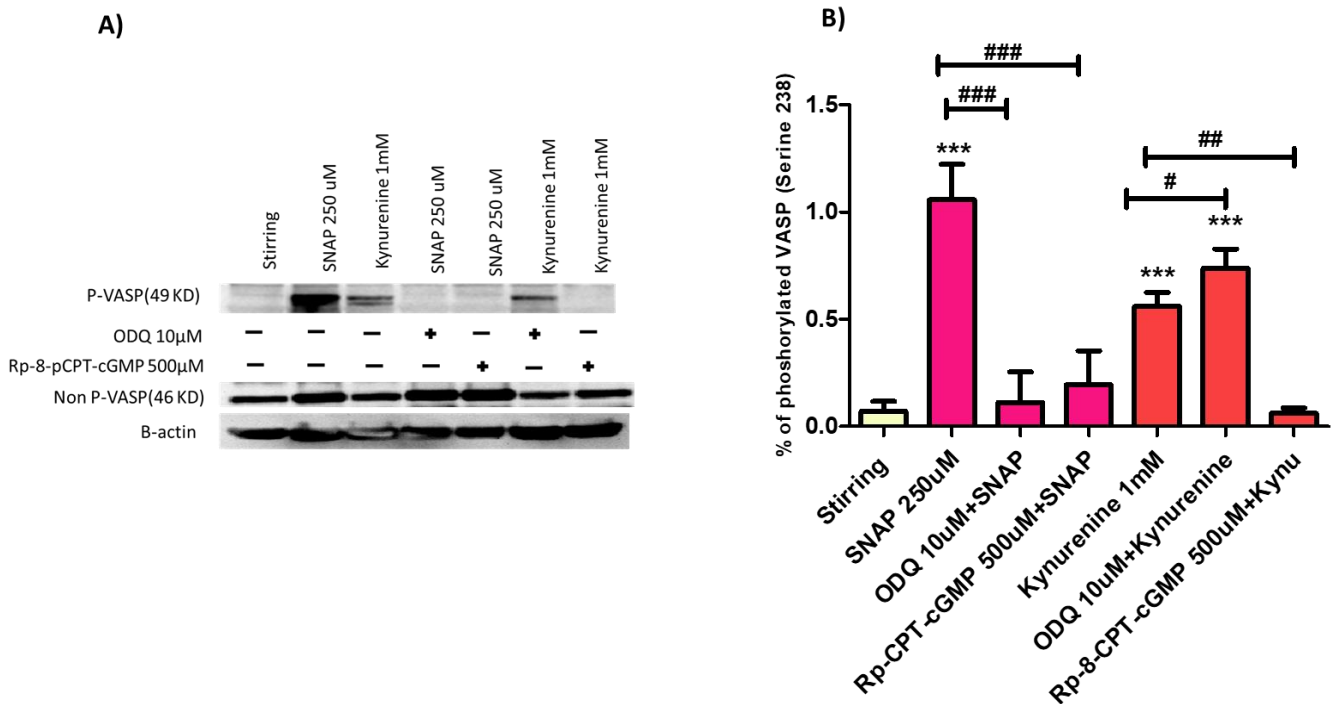 A)
Stirring
SNAP 250 uM
Kynurenine 1mM
SNAP 250 uM
SNAP 250 uM
Kynurenine 1mM
Kynurenine 1mM
P-VASP(49 KD)
ODQ 10µM − − − + − + −
Rp-8-pCPT-cGMP 500µM − − − − + − +
Non P-VASP(46 KD)
B-actin
B)
% of phoshorylated VASP (Serine 238)
1.5
1.0
0.5
0.0
###
###
***
##
#
***
***
Stirring
SNAP 250uM
ODQ 10uM+SNAP
Rp-CPT-cGMP 500uM+SNAP
Kynurenine 1mM
ODQ 10uM+Kynurenine
Rp-8-CPT-cGMP 500uM+Kynu